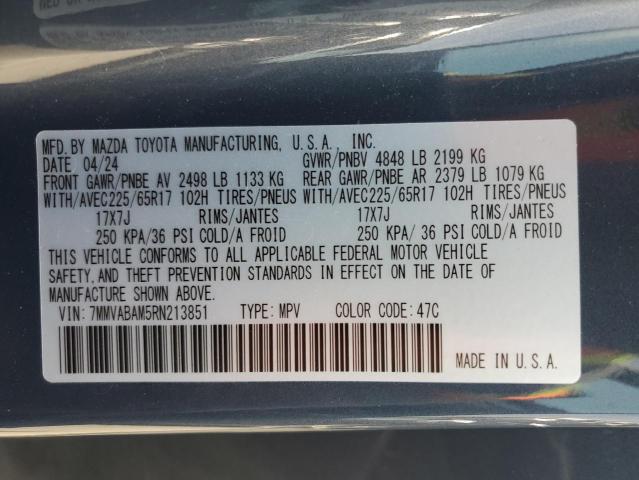 MFD. BY MAZDA TOYOTA MANUFACTURING, U.S.A., INC.
DATE 04/24 GVWR/PNBV 4848 LB 2199 KG
FRONT GAWR/PNBE AV 2498 LB 1133 KG REAR GAWR/PNBE AR 2379 LB 1079 KG
WITH/AVEC225/65R17 102H TIRES/PNEUS WITH/AVEC225/65R17 102H TIRES/PNEUS
17X7J RIMS/JANTES 17X7J RIMS/JANTES
250 KPA/36 PSI COLD/A FROID 250 KPA/ 36 PSI COLD/A FROID
THIS VEHICLE CONFORMS TO ALL APPLICABLE FEDERAL MOTOR VEHICLE
SAFETY, AND THEFT PREVENTION STANDARDS IN EFFECT ON THE DATE OF
MANUFACTURE SHOWN ABOVE.
VIN:7MMVABAM5RN213851 TYPE:MPV COLOR CODE:47C
MADE IN U.S.A.